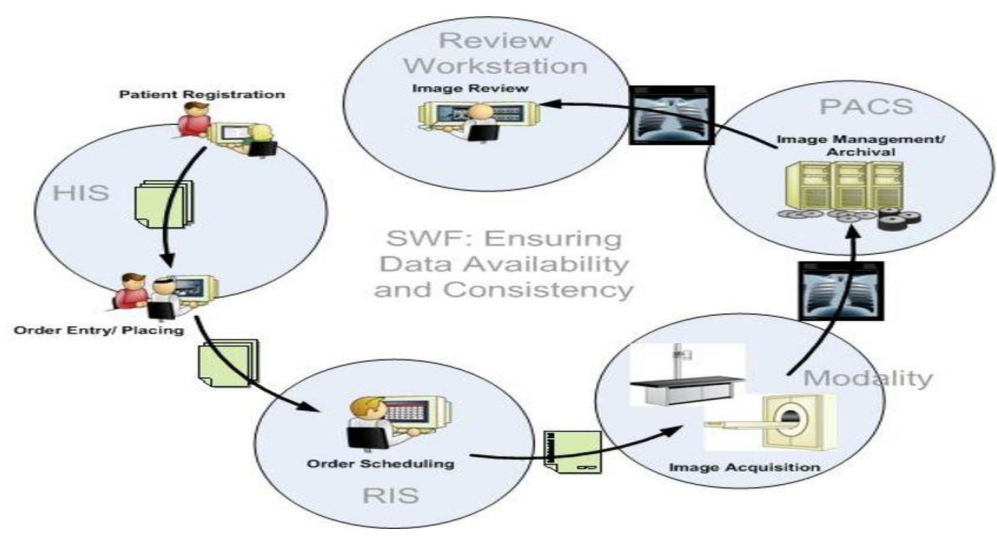 Review
Workstation
Image Review
Patient Registration
PACS
Image Management/
Archival
HIS
SWF: Ensuring
Data Availability
and Consistency
Order Entry/ Placing
Modality
Order Scheduling
Image Acquisition
RIS